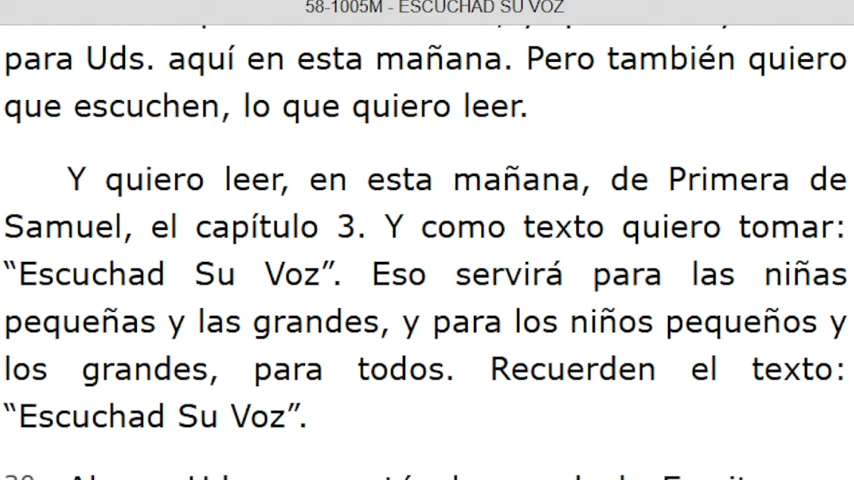 58-1005M - ESCUCHAD SU VOZ
para Uds. aquí en esta mañana. Pero también quiero
que escuchen, lo que quiero leer.
Y quiero leer, en esta mañana, de Primera de
Samuel, el capítulo 3. Y como texto quiero tomar:
“Escuchad Su Voz”. Eso servirá para las niñas
pequeñas y las grandes, y para los niños pequeños y
los grandes, para todos. Recuerden el texto:
“Escuchad Su Voz”.